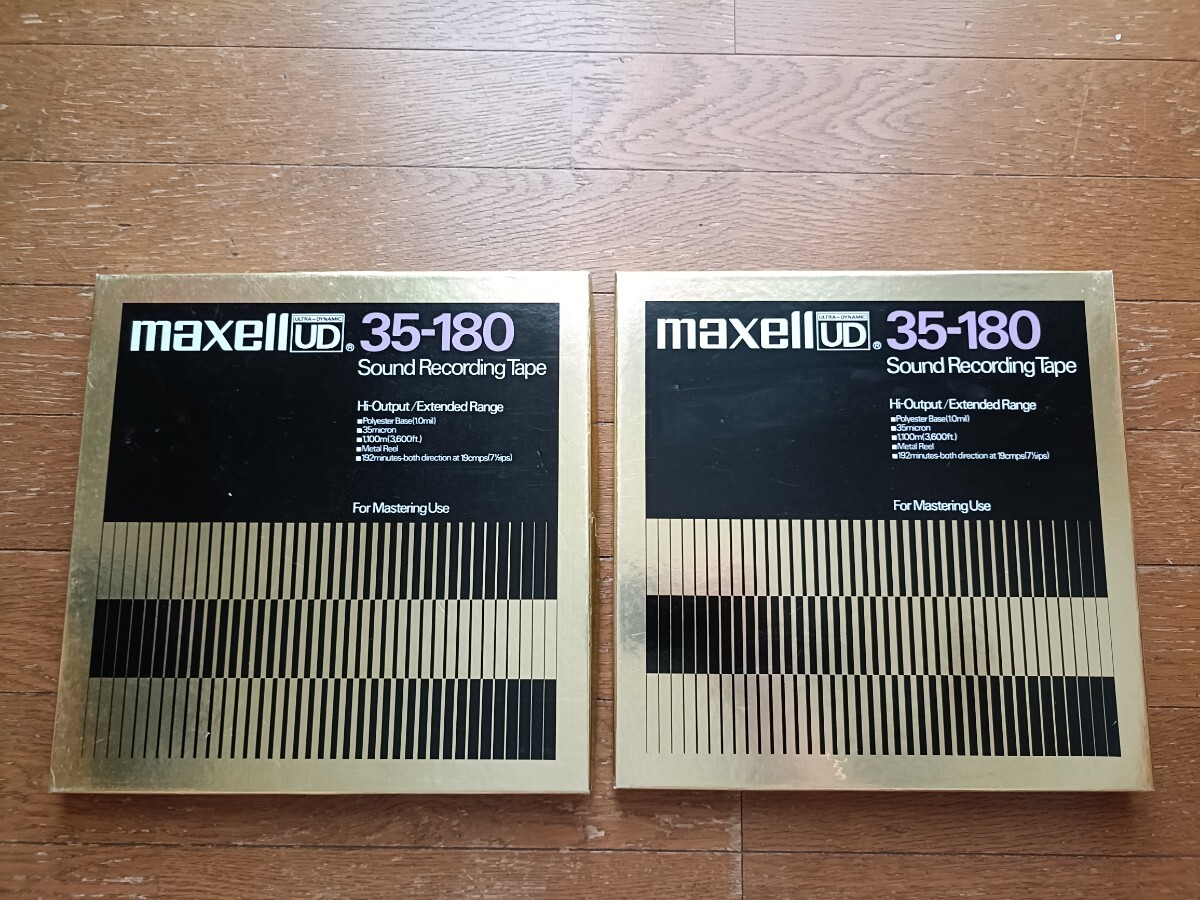 maxell ULTRA-DYNAMIC UD® 35-180
Sound Recording Tape
Hi-Output/Extended Range
■Polyester Base(1.0mil)
■35micron
■1,100m(3,600ft.)
■Metal Reel
■192minutes-both direction at 19cmps(7½ips)
For Mastering Use
maxell ULTRA-DYNAMIC UD® 35-180
Sound Recording Tape
Hi-Output/Extended Range
■Polyester Base(1.0mil)
■35micron
■1,100m(3,600ft.)
■Metal Reel
■192minutes-both direction at 19cmps(7½ips)
For Mastering Use